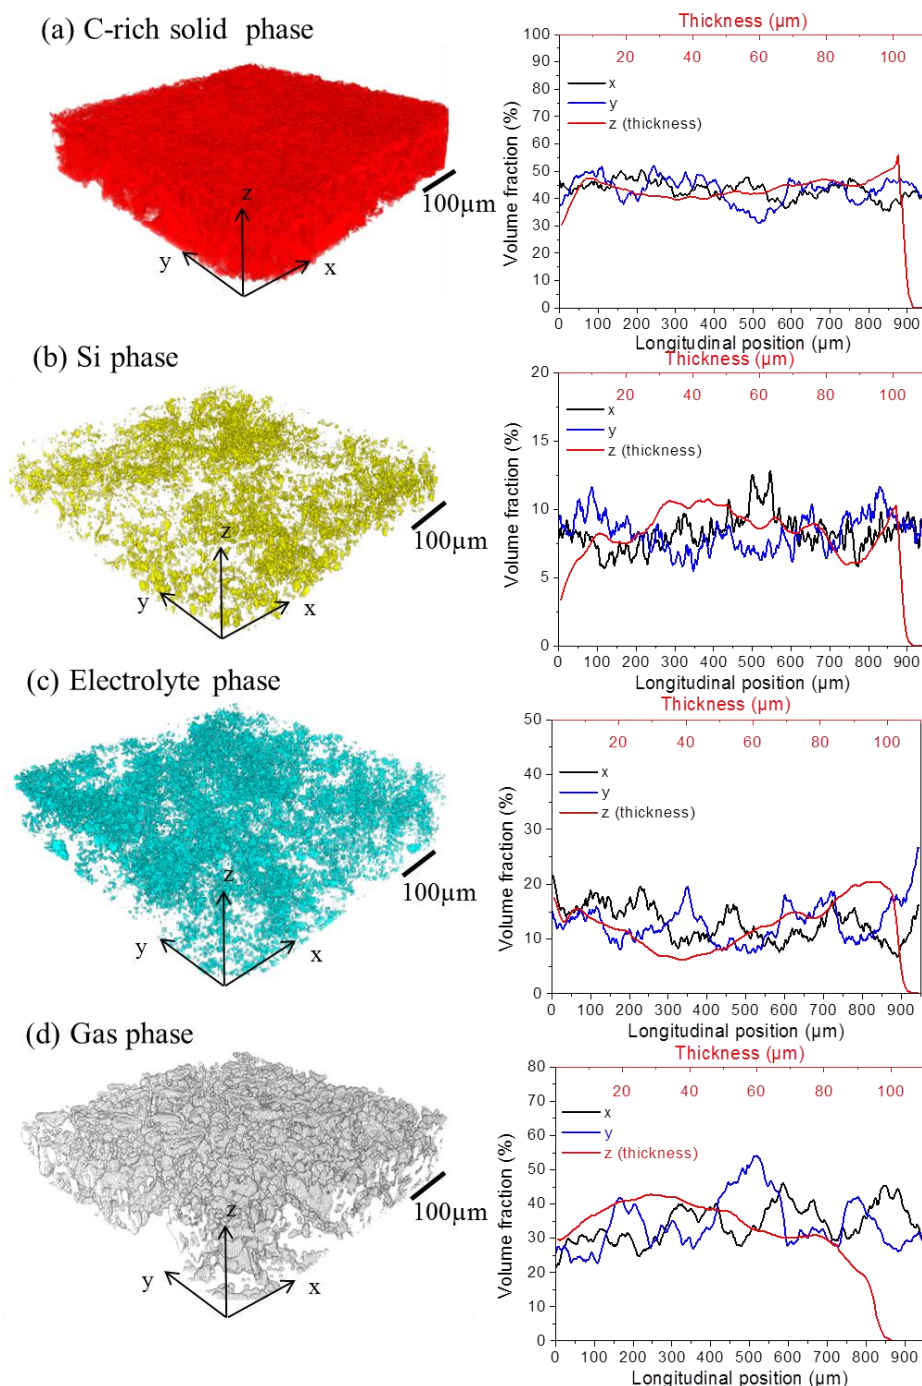 (a) C-rich solid phase
z
y
x
100µm
Thickness (µm)
20 40 60 80 100
100
90
80
70
60
50
40
30
20
10
0
Volume fraction (%)
x
y
z (thickness)
0 100 200 300 400 500 600 700 800 900
Longitudinal position (µm)
(b) Si phase
z
y
x
100µm
Thickness (µm)
20 40 60 80 100
20
15
10
5
0
Volume fraction (%)
x
y
z (thickness)
0 100 200 300 400 500 600 700 800 900
Longitudinal position (µm)
(c) Electrolyte phase
z
y
x
100µm
Thickness (µm)
20 40 60 80 100
50
40
30
20
10
0
Volume fraction (%)
x
y
z (thickness)
0 100 200 300 400 500 600 700 800 900
Longitudinal position (µm)
(d) Gas phase
z
y
x
100µm
Thickness (µm)
20 40 60 80 100
80
70
60
50
40
30
20
10
0
Volume fraction (%)
x
y
z (thickness)
0 100 200 300 400 500 600 700 800 900
Longitudinal position (µm)